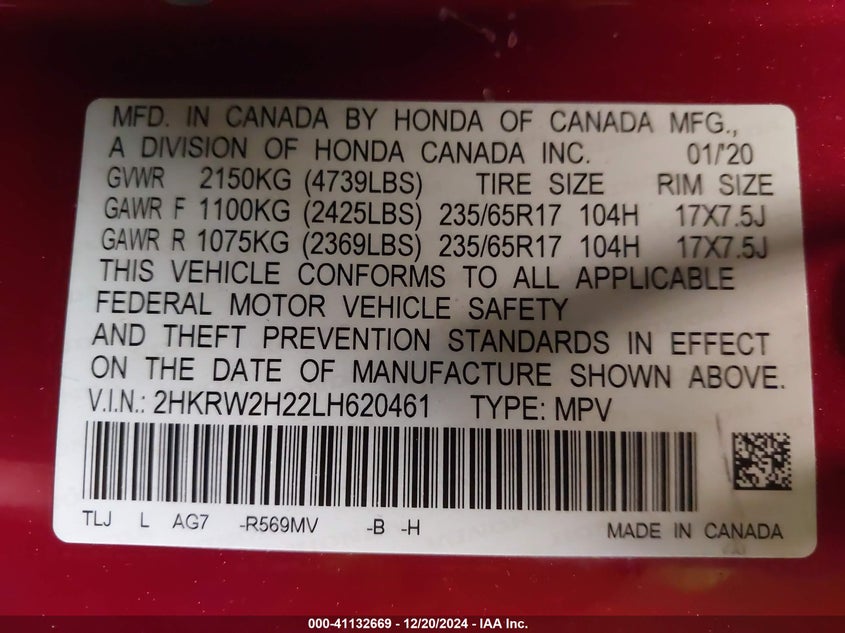 MFD. IN CANADA BY HONDA OF CANADA MFG.,
A DIVISION OF HONDA CANADA INC. 01/'20
GVWR 2150KG (4739LBS) TIRE SIZE RIM SIZE
GAWR F 1100KG (2425LBS) 235/65R17 104H 17X7.5J
GAWR R 1075KG (2369LBS) 235/65R17 104H 17X7.5J
THIS VEHICLE CONFORMS TO ALL APPLICABLE
FEDERAL MOTOR VEHICLE SAFETY
AND THEFT PREVENTION STANDARDS IN EFFECT
ON THE DATE OF MANUFACTURE SHOWN ABOVE.
V.I.N.: 2HKRW2H22LH620461 TYPE: MPV
TLJ L AG7 -R569MV -B -H MADE IN CANADA
000-41132669 - 12/20/2024 - IAA Inc.